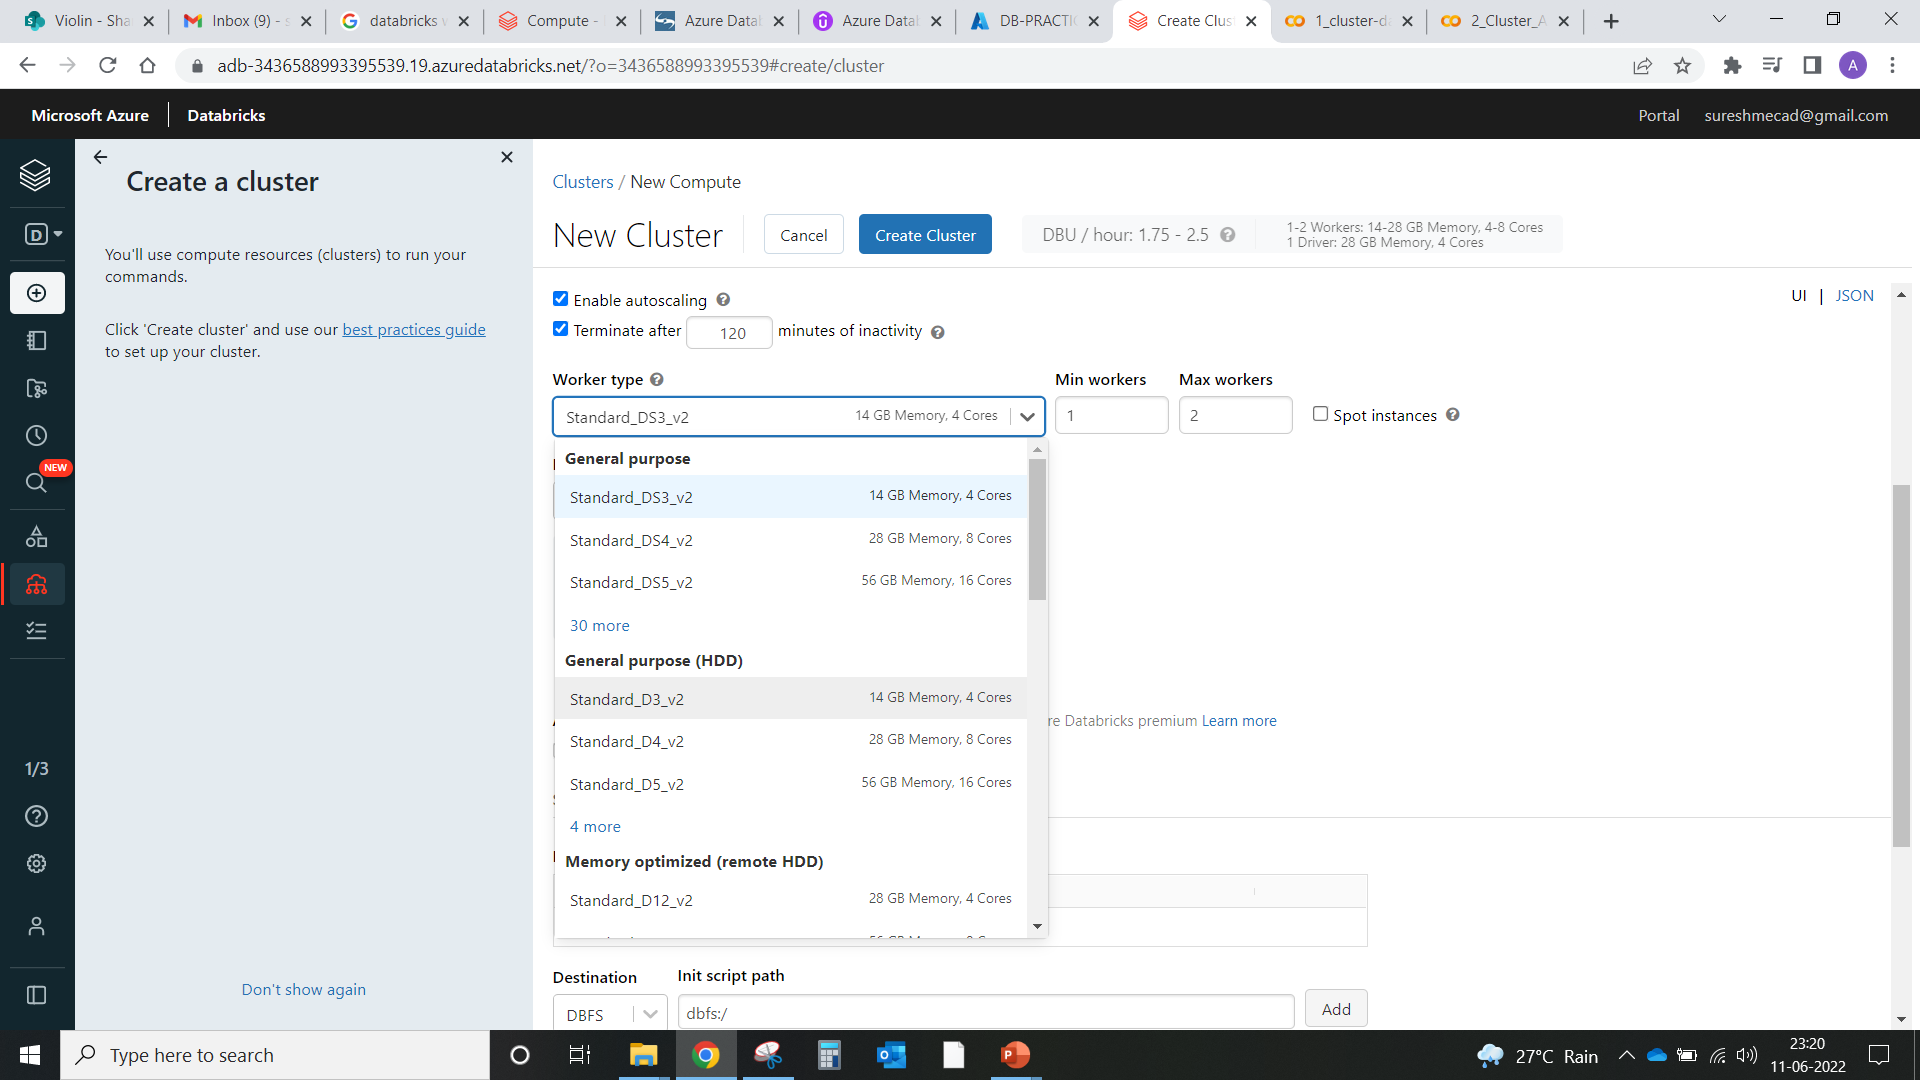 Violin - Sha
Inbox (9) - s
databricks w
Compute -
Azure Datab
Azure Datab
DB-PRACTIC
Create Clus
1_cluster-da
2_Cluster_A
adb-3436588993395539.19.azuredatabricks.net/?o=3436588993395539#create/cluster
A
Microsoft Azure
Databricks
Portal
sureshmecad@gmail.com
Create a cluster
You'll use compute resources (clusters) to run your
commands.
Click 'Create cluster' and use our best practices guide
to set up your cluster.
Don't show again
D
NEW
1/3
Clusters / New Compute
New Cluster
Cancel
Create Cluster
DBU / hour: 1.75 - 2.5
1-2 Workers: 14-28 GB Memory, 4-8 Cores
1 Driver: 28 GB Memory, 4 Cores
UI | JSON
Enable autoscaling
Terminate after 120 minutes of inactivity
Worker type
Min workers
Max workers
Standard_DS3_v2 14 GB Memory, 4 Cores
1
2
Spot instances
General purpose
Standard_DS3_v2 14 GB Memory, 4 Cores
Standard_DS4_v2 28 GB Memory, 8 Cores
Standard_DS5_v2 56 GB Memory, 16 Cores
30 more
General purpose (HDD)
Standard_D3_v2 14 GB Memory, 4 Cores
Standard_D4_v2 28 GB Memory, 8 Cores
Standard_D5_v2 56 GB Memory, 16 Cores
4 more
Memory optimized (remote HDD)
Standard_D12_v2 28 GB Memory, 4 Cores
re Databricks premium Learn more
Destination
Init script path
DBFS
dbfs:/
Add
Type here to search
27°C Rain
23:20
11-06-2022